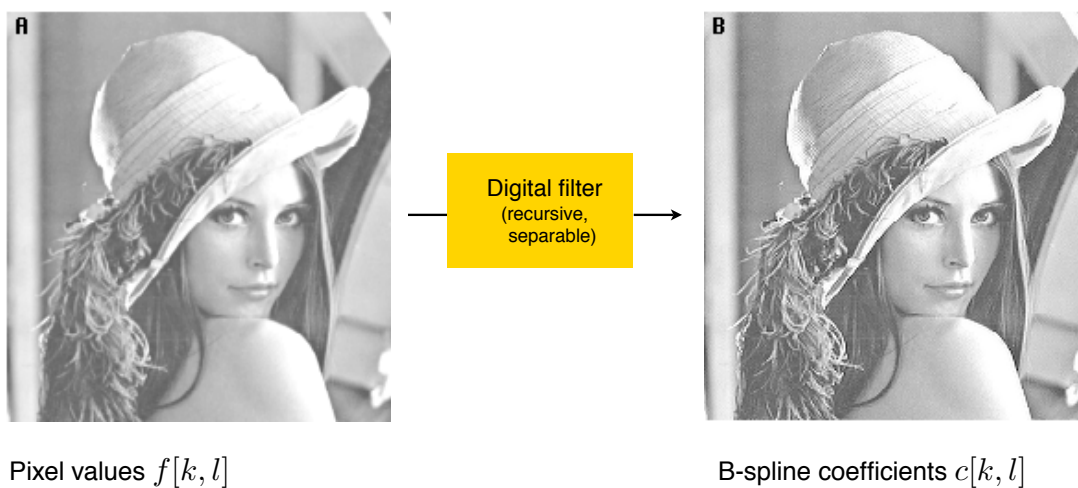 A
B
Digital filter
(recursive,
separable)
Pixel values f[k, l]
B-spline coefficients c[k, l]